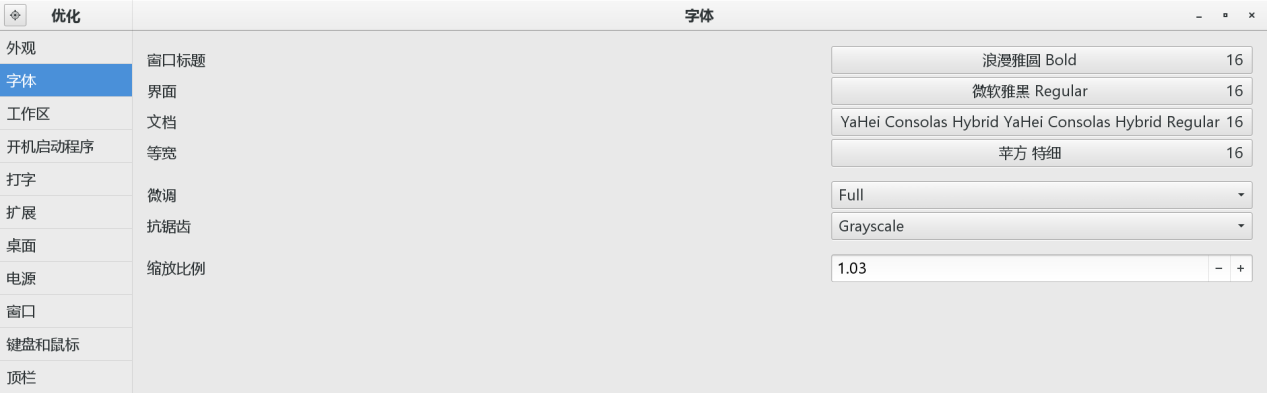 优化
字体
外观
字体
工作区
开机启动程序
打字
扩展
桌面
电源
窗口
键盘和鼠标
顶栏
窗口标题 浪漫雅圆 Bold 16
界面 微软雅黑 Regular 16
文档 YaHei Consolas Hybrid YaHei Consolas Hybrid Regular 16
等宽 苹方 特细 16
微调 Full
抗锯齿 Grayscale
缩放比例 1.03 − +